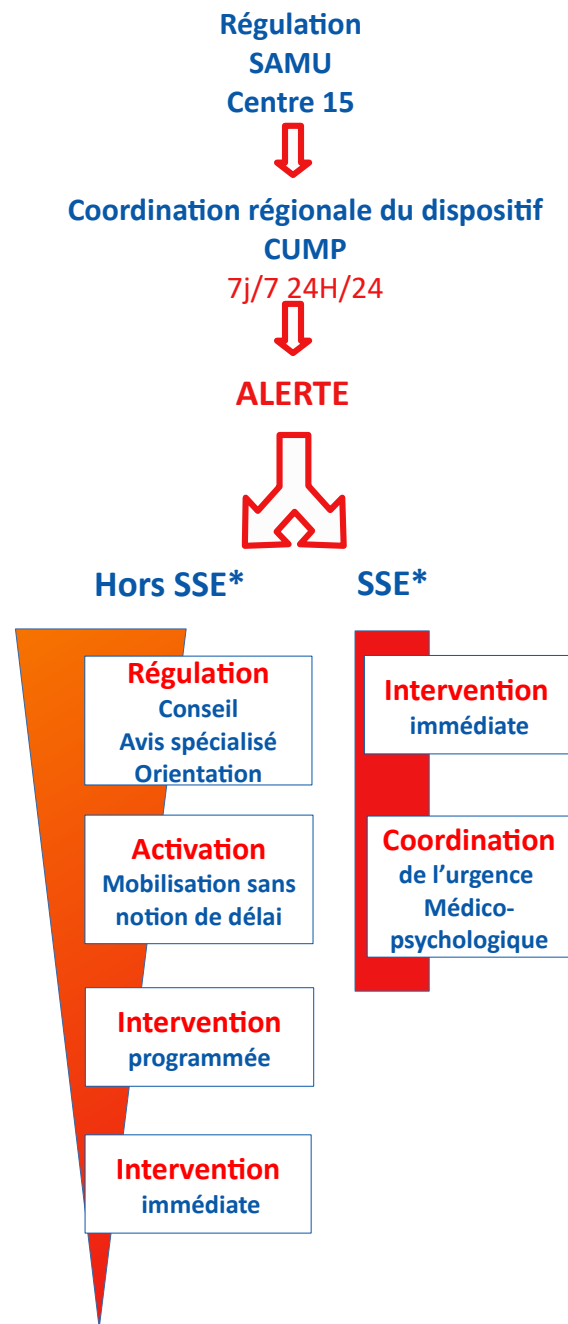 Régulation
SAMU
Centre 15
Coordination régionale du dispositif
CUMP
7j/7 24H/24
ALERTE
Hors SSE*
Régulation
Conseil
Avis spécialisé
Orientation
Activation
Mobilisation sans
notion de délai
Intervention
programmée
Intervention
immédiate
SSE*
Intervention
immédiate
Coordination
de l’urgence
Médico-
psychologique